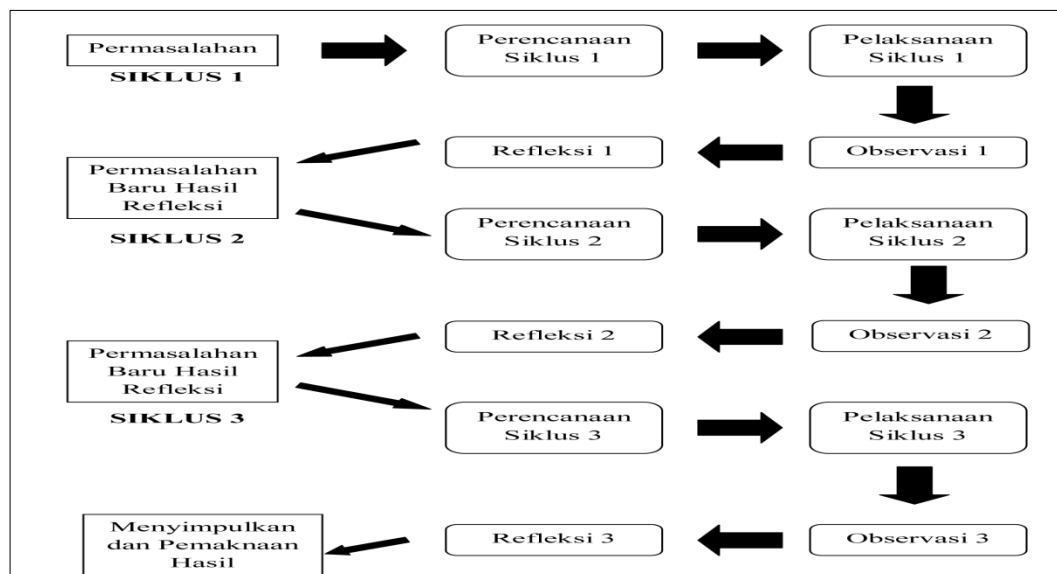 Permasalahan
SIKLUS 1
Perencanaan
Siklus 1
Pelaksanaan
Siklus 1
Observasi 1
Refleksi 1
Permasalahan
Baru Hasil
Refleksi
SIKLUS 2
Perencanaan
Siklus 2
Pelaksanaan
Siklus 2
Observasi 2
Refleksi 2
Permasalahan
Baru Hasil
Refleksi
SIKLUS 3
Perencanaan
Siklus 3
Pelaksanaan
Siklus 3
Observasi 3
Refleksi 3
Menyimpulkan
dan Pemaknaan
Hasil